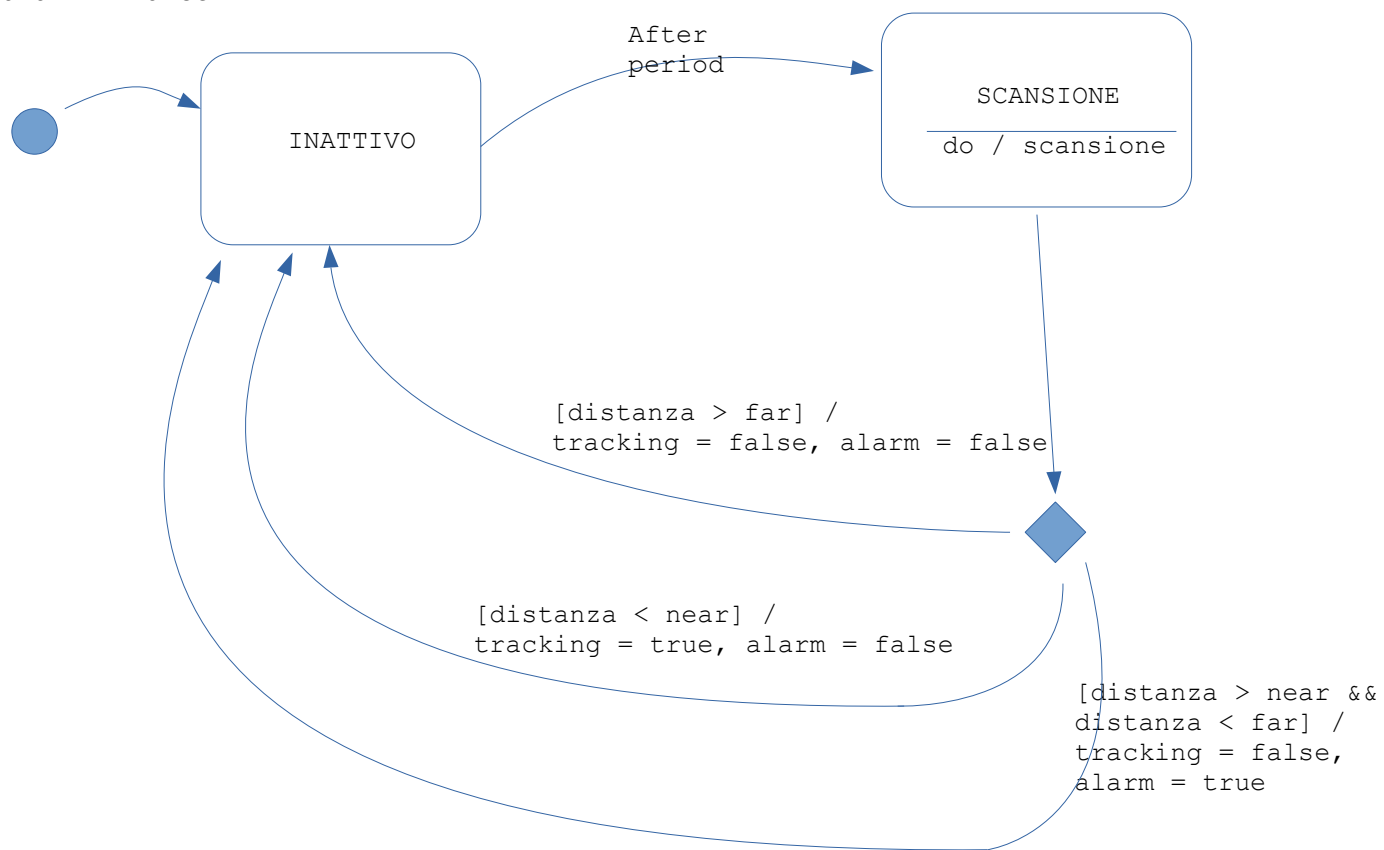 After
period
SCANSIONE
INATTIVO
do / scansione
[distanza > far] /
tracking = false, alarm = false
[distanza < near] /
tracking = true, alarm = false
[distanza > near &&
distanza < far] /
tracking = false,
alarm = true